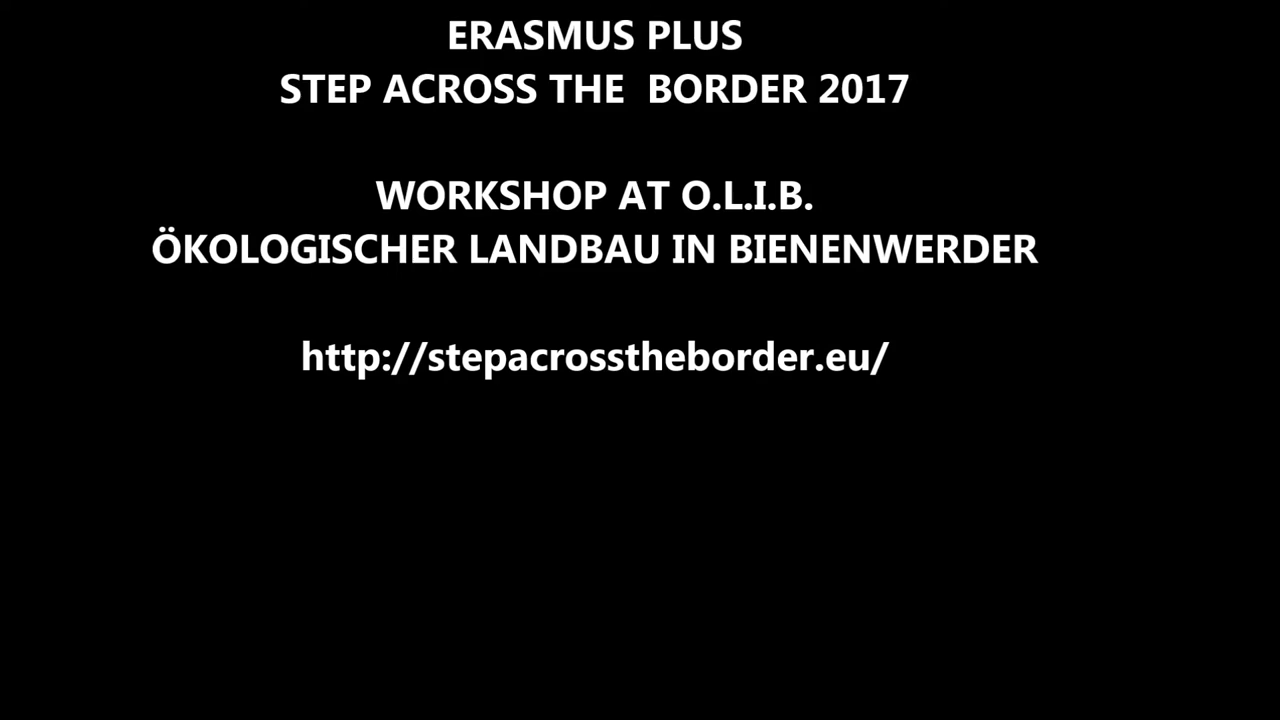 ERASMUS PLUS
STEP ACROSS THE BORDER 2017
WORKSHOP AT O.L.I.B.
ÖKOLOGISCHER LANDBAU IN BIENENWERDER
http://stepacrosstheborder.eu/